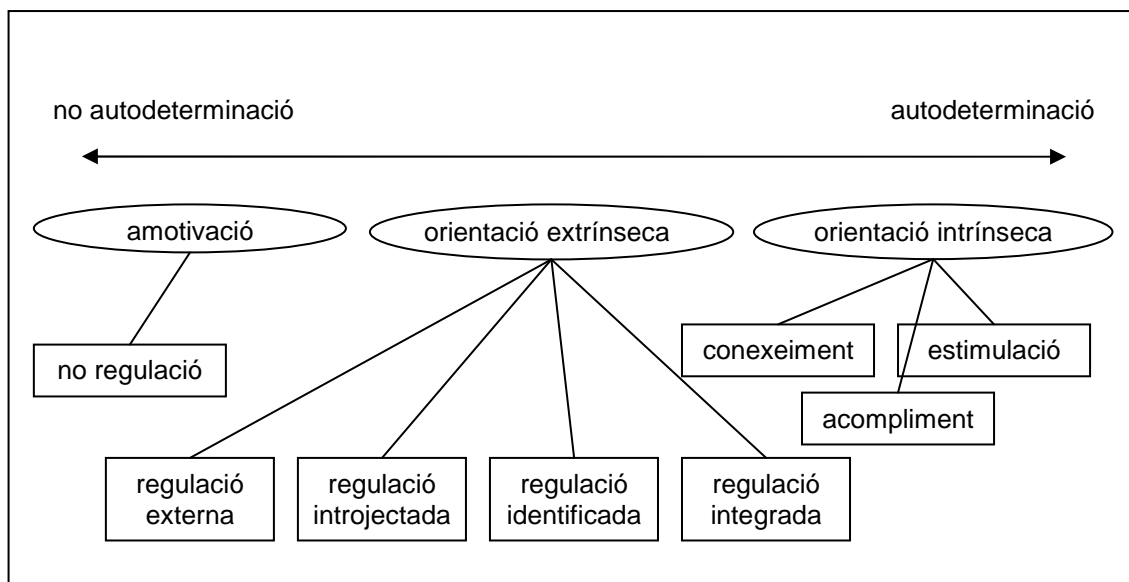 no autodeterminació
autodeterminació
amotivació
orientació extrínseca
orientació intrínseca
no regulació
conexeiment
estimulació
acompliment
regulació
externa
regulació
introjectada
regulació
identificada
regulació
integrada